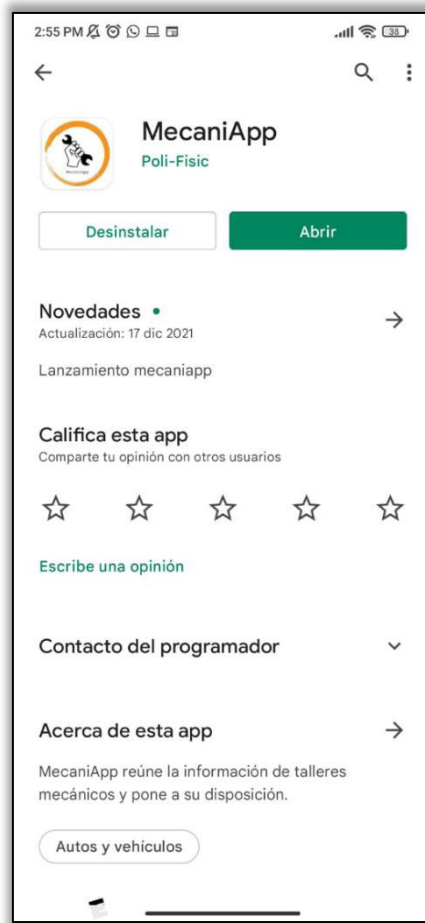 2:55 PM
38
MecaniApp
MecaniApp
Poli-Fisic
Desinstalar
Abrir
Novedades •
Actualización: 17 dic 2021
Lanzamiento mecaniapp
Califica esta app
Comparte tu opinión con otros usuarios
Escribe una opinión
Contacto del programador
Acerca de esta app
MecaniApp reúne la información de talleres
mecánicos y pone a su disposición.
Autos y vehículos